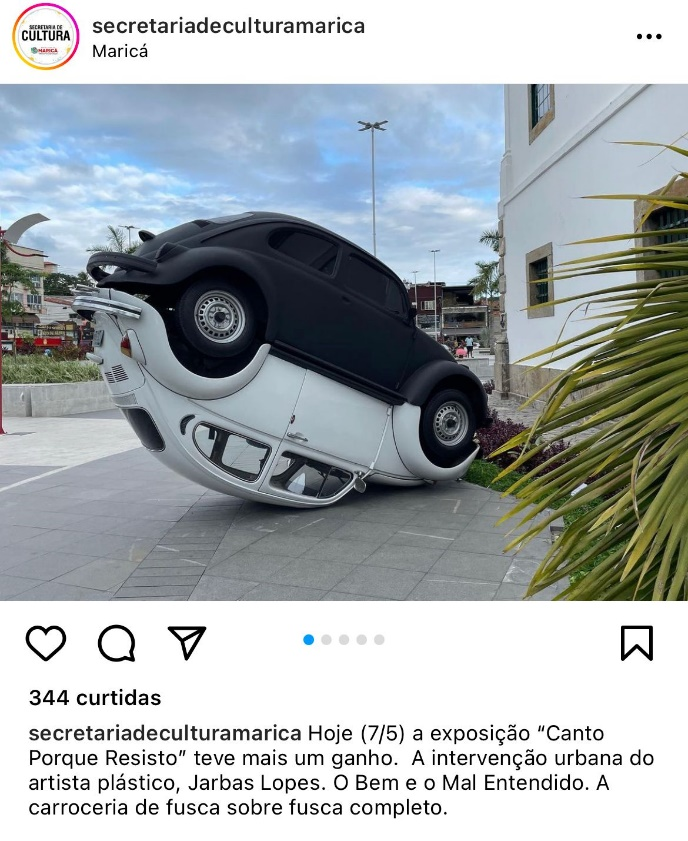 SECRETARIA DE
CULTURA
MARICÁ
secretariadeculturamarica
Maricá
344 curtidas
secretariadeculturamarica Hoje (7/5) a exposição “Canto
Porque Resisto” teve mais um ganho.  A intervenção urbana do
artista plástico, Jarbas Lopes. O Bem e o Mal Entendido. A
carroceria de fusca sobre fusca completo.